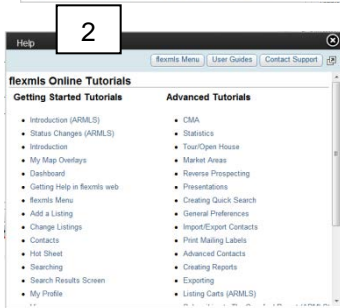 2
Help
flexmls Menu User Guides Contact Support
flexmls Online Tutorials
Getting Started Tutorials
Introduction (ARMLS)
Status Changes (ARMLS)
Introduction
My Map Overlays
Dashboard
Getting Help in flexmls web
flexmls Menu
Add a Listing
Change Listings
Contacts
Hot Sheet
Searching
Search Results Screen
My Profile
Advanced Tutorials
CMA
Statistics
Tour/Open House
Market Areas
Reverse Prospecting
Presentations
Creating Quick Search
General Preferences
Import/Export Contacts
Print Mailing Labels
Advanced Contacts
Creating Reports
Exporting
Listing Carts (ARMLS)